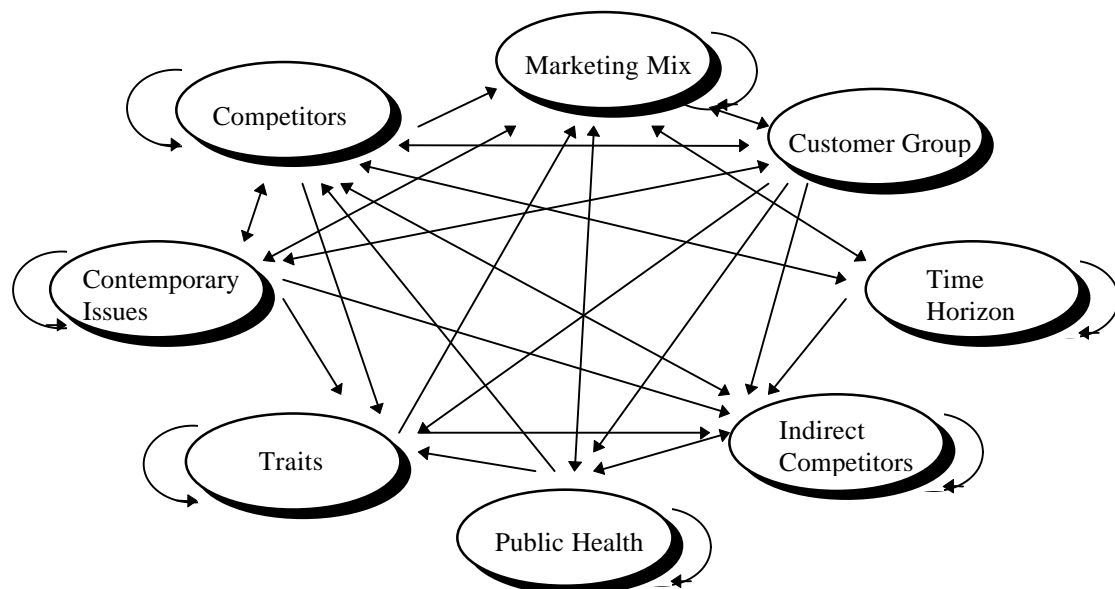 Marketing Mix
Competitors
Customer Group
Contemporary
Issues
Time
Horizon
Traits
Indirect
Competitors
Public Health